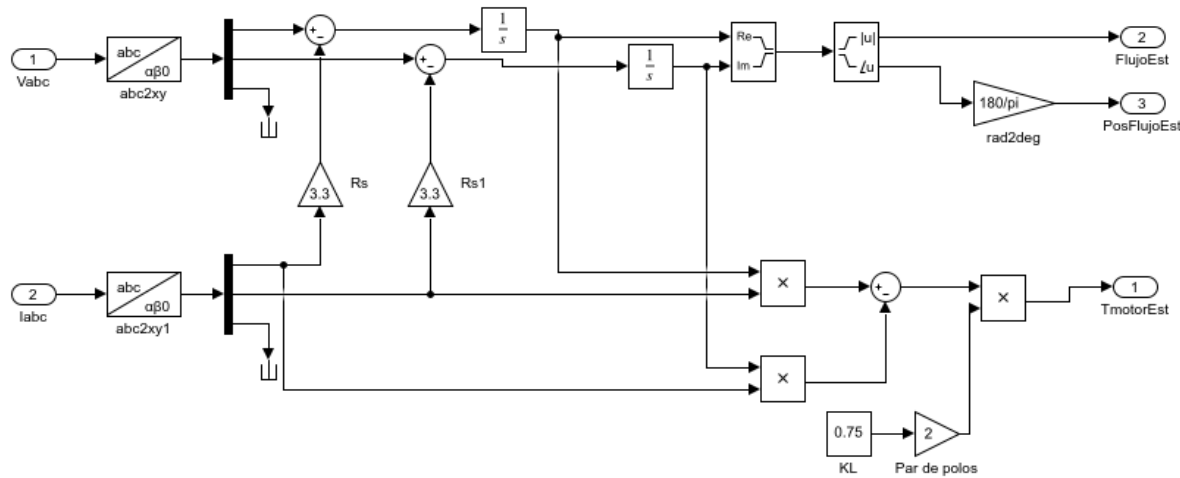 1
Vabc
abc
αβ0
abc2xy
+
−
+
−
1
s
1
s
Re
Im
|u|
∠u
2
FlujoEst
180/pi
rad2deg
3
PosFlujoEst
3.3
Rs
3.3
Rs1
2
Iabc
abc
αβ0
abc2xy1
×
+
−
×
1
TmotorEst
×
0.75
KL
2
Par de polos